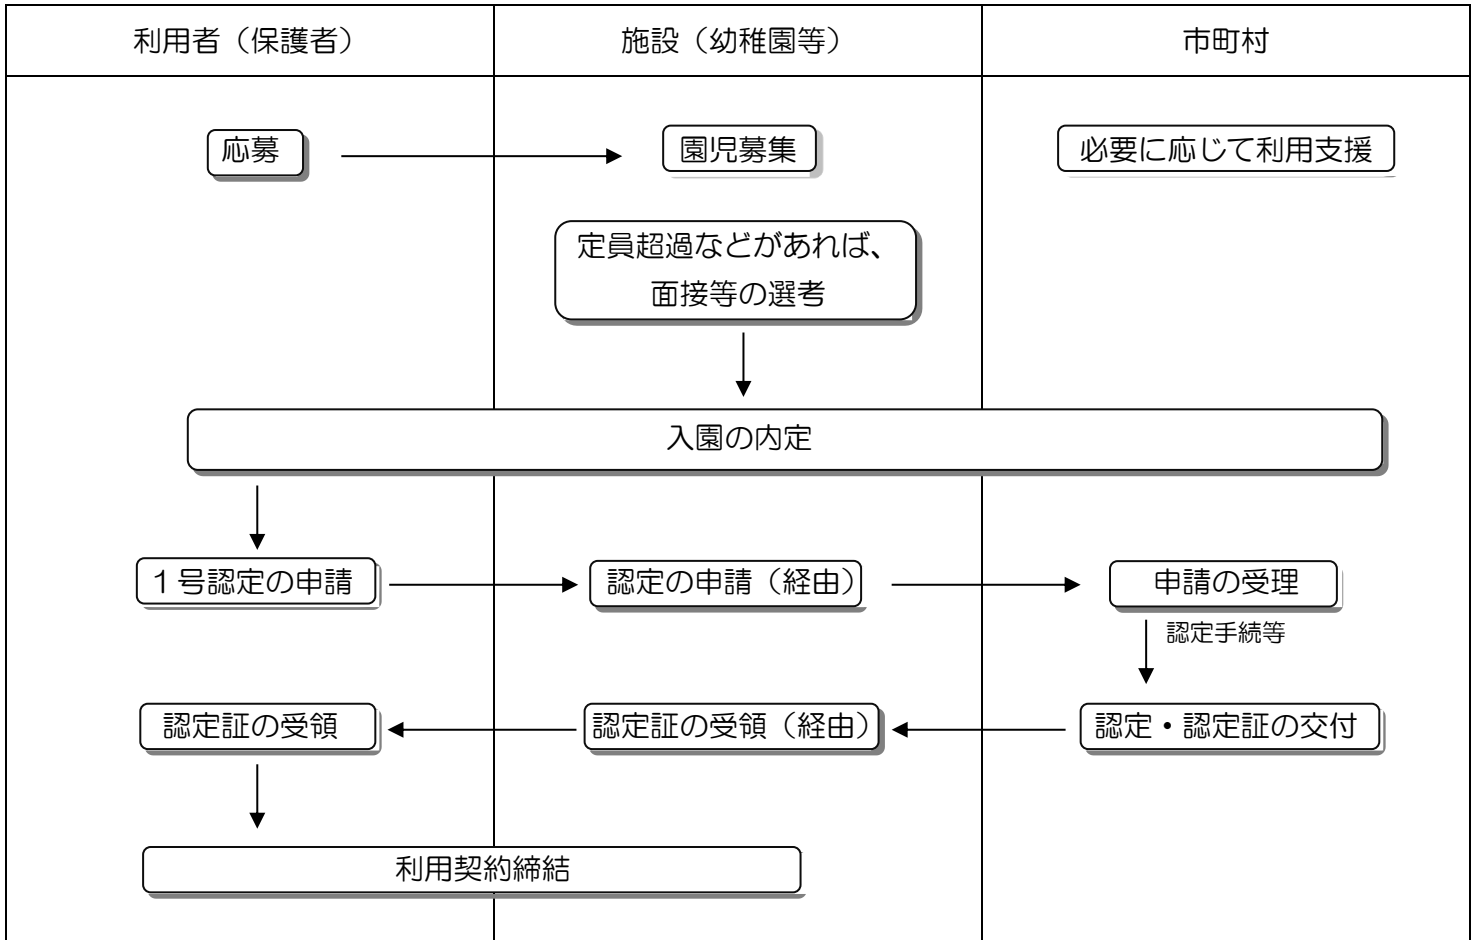 利用者（保護者）
施設（幼稚園等）
市町村
応募
園児募集
必要に応じて利用支援
定員超過などがあれば、
面接等の選考
入園の内定
１号認定の申請
認定の申請（経由）
申請の受理
認定手続等
認定証の受領
認定証の受領（経由）
認定・認定証の交付
利用契約締結